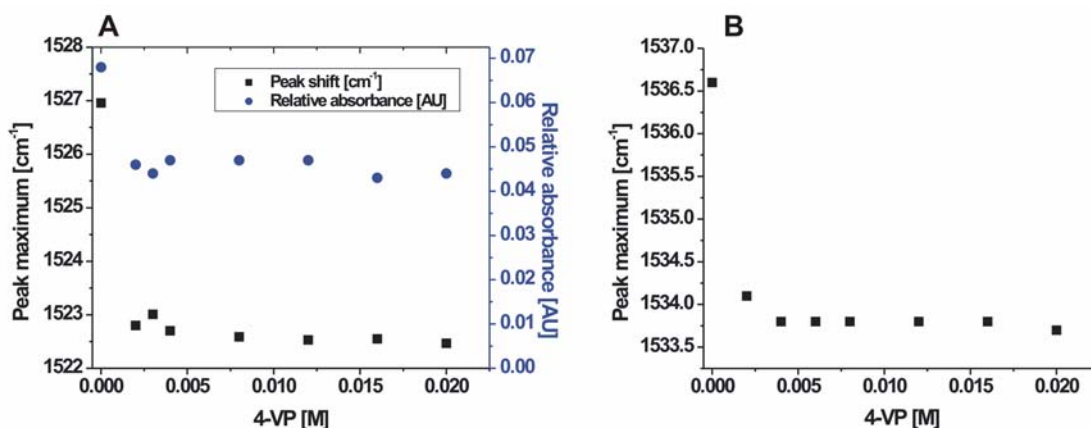 A
1528
1527
1526
1525
1524
1523
1522
Peak maximum [cm⁻¹]
Peak shift [cm⁻¹]
Relative absorbance [AU]
0.07
0.06
0.05
0.04
0.03
0.02
0.01
0.00
Relative absorbance [AU]
0.000 0.005 0.010 0.015 0.020
4-VP [M]
B
1537.0
1536.5
1536.0
1535.5
1535.0
1534.5
1534.0
1533.5
Peak maximum [cm⁻¹]
0.000 0.005 0.010 0.015 0.020
4-VP [M]